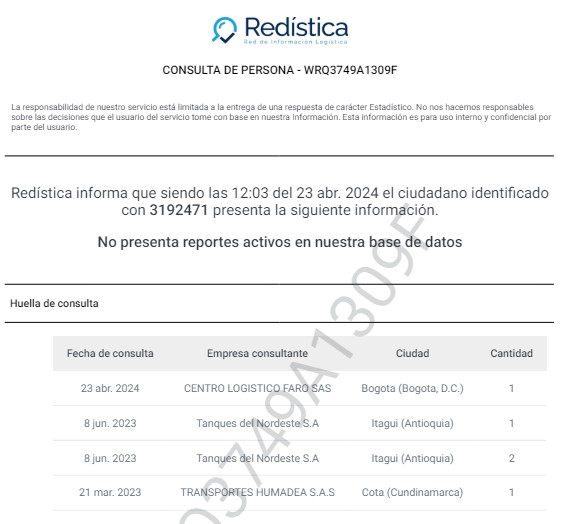 Redística
Red de Información Logística
CONSULTA DE PERSONA - WRQ3749A1309F
La responsabilidad de nuestro servicio está limitada a la entrega de una respuesta de carácter Estadístico. No nos hacemos responsables
sobre las decisiones que el usuario del servicio tome con base en nuestra Información. Esta información es para uso interno y confidencial por
parte del usuario.
Redística informa que siendo las 12:03 del 23 abr. 2024 el ciudadano identificado
con 3192471 presenta la siguiente información.
No presenta reportes activos en nuestra base de datos
Huella de consulta
Fecha de consulta Empresa consultante Ciudad Cantidad
23 abr. 2024 CENTRO LOGISTICO FARO SAS Bogota (Bogota, D.C.) 1
8 jun. 2023 Tanques del Nordeste S.A Itagui (Antioquia) 1
8 jun. 2023 Tanques del Nordeste S.A Itagui (Antioquia) 2
21 mar. 2023 TRANSPORTES HUMADEA S.A.S Cota (Cundinamarca) 1